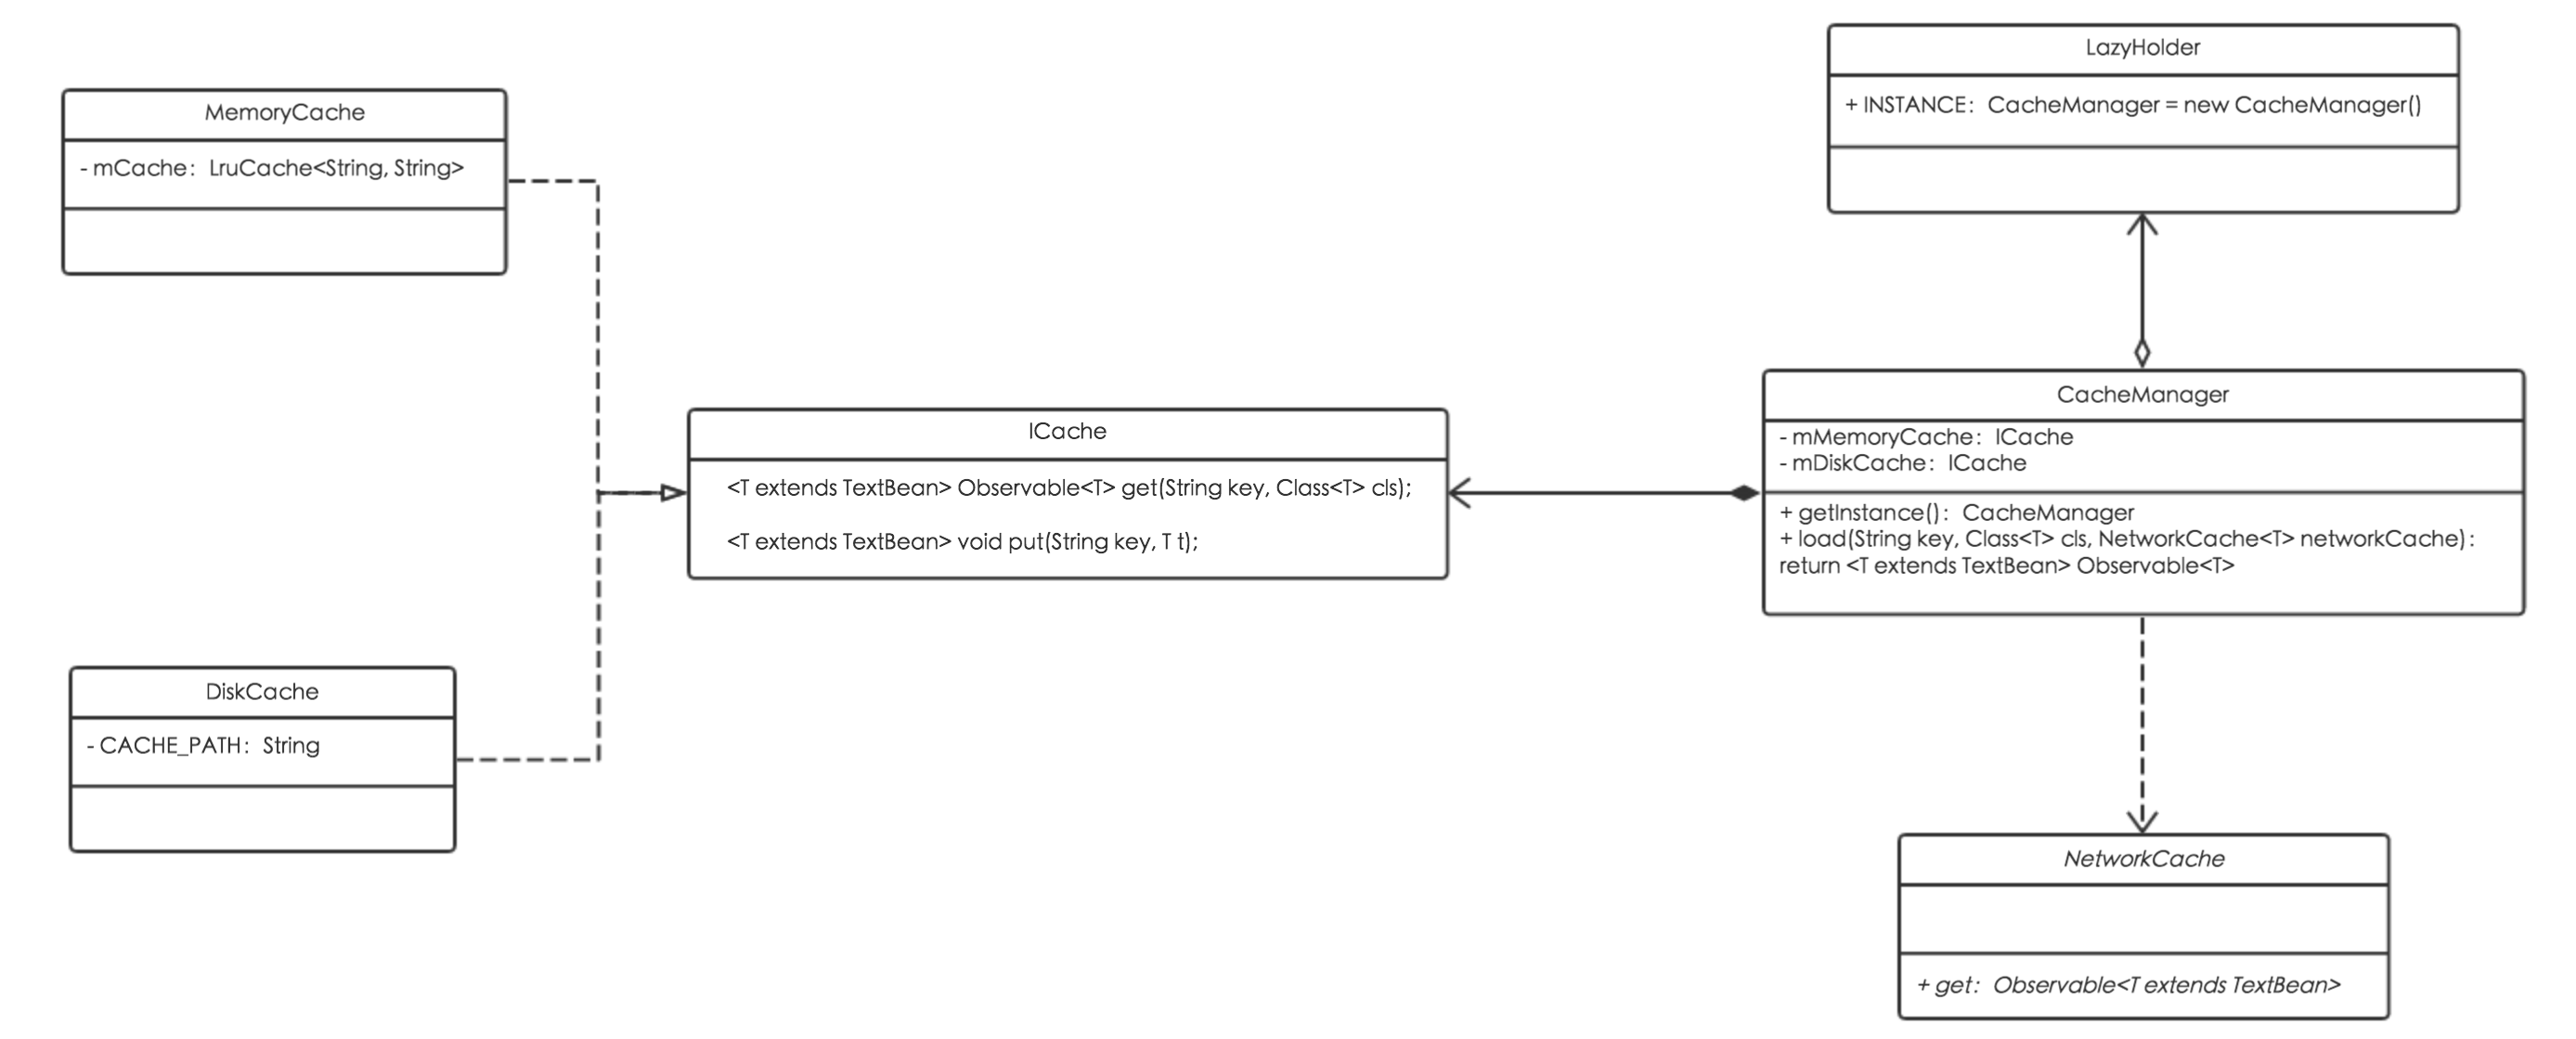 LazyHolder
+ INSTANCE: CacheManager = new CacheManager()
MemoryCache
- mCache: LruCache<String, String>
CacheManager
- mMemoryCache: ICache
- mDiskCache: ICache
+ getInstance(): CacheManager
+ load(String key, Class<T> cls, NetworkCache<T> networkCache):
return <T extends TextBean> Observable<T>
ICache
<T extends TextBean> Observable<T> get(String key, Class<T> cls);
<T extends TextBean> void put(String key, T t);
DiskCache
- CACHE_PATH: String
NetworkCache
+ get: Observable<T extends TextBean>